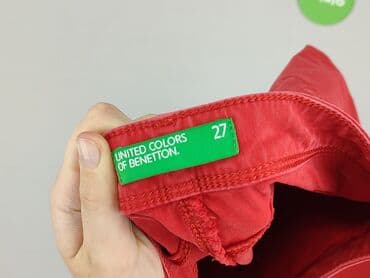 UNITED COLORS
OF BENETTON.
27